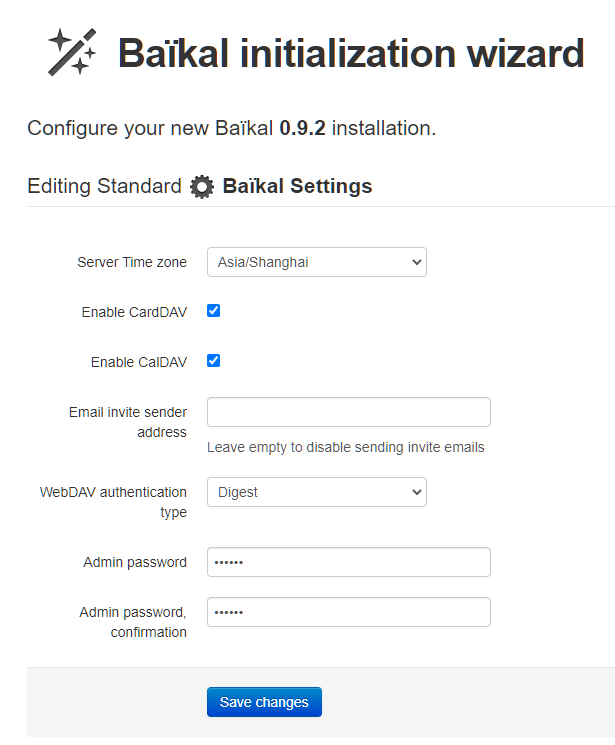 Baïkal initialization wizard
Configure your new Baïkal 0.9.2 installation.
Editing Standard Baïkal Settings
Server Time zone
Asia/Shanghai
Enable CardDAV
Enable CalDAV
Email invite sender
address
Leave empty to disable sending invite emails
WebDAV authentication
type
Digest
Admin password
••••••
Admin password,
confirmation
••••••
Save changes